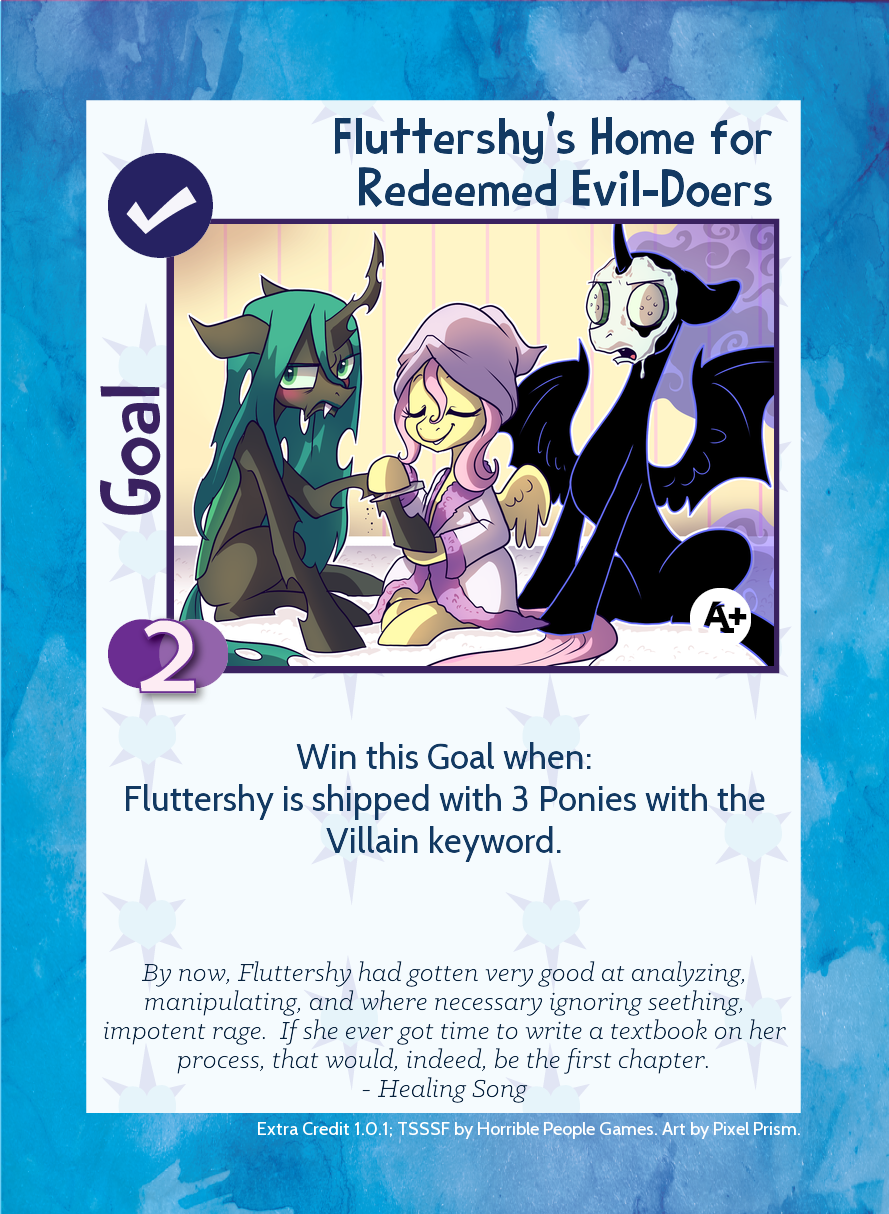 Fluttershy's Home for
Redeemed Evil-Doers
Goal
A+
2
Win this Goal when:
Fluttershy is shipped with 3 Ponies with the
Villain keyword.
By now, Fluttershy had gotten very good at analyzing,
manipulating, and where necessary ignoring seething,
impotent rage.  If she ever got time to write a textbook on her
process, that would, indeed, be the first chapter.
- Healing Song
Extra Credit 1.0.1; TSSSF by Horrible People Games. Art by Pixel Prism.